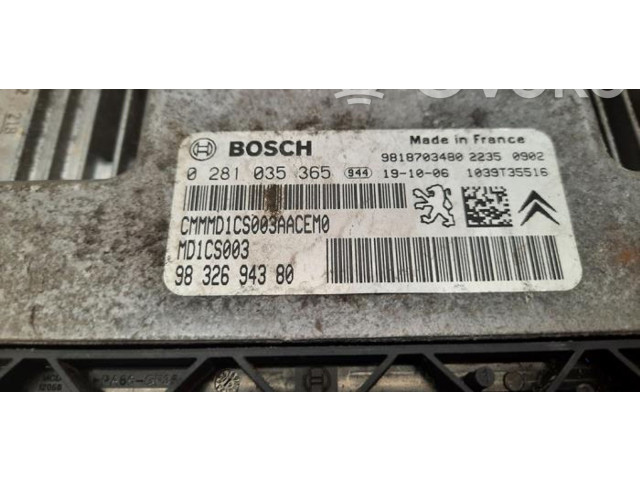 BOSCH
Made in France
0 281 035 365 944
9818703480 2235 0902
19-10-06 1039T35516
CMMMD1CS003AACEM0
MD1CS003
98 326 943 80